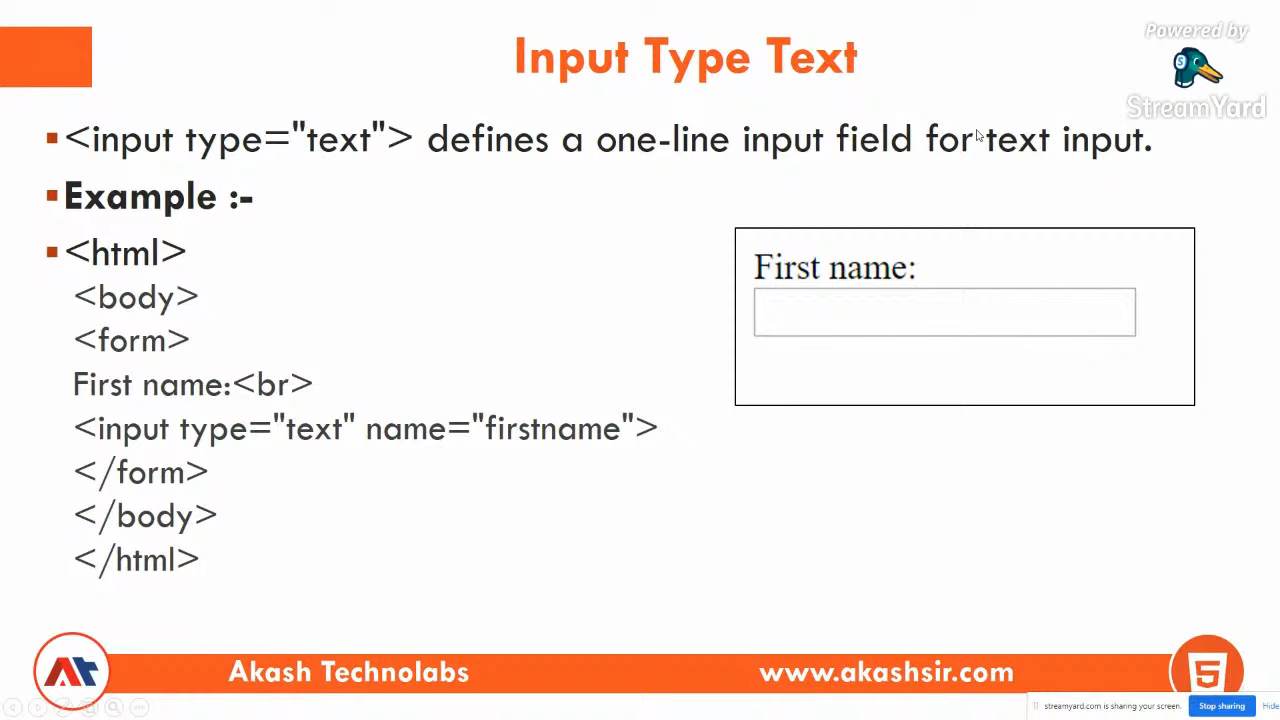 Input Type Text
Powered by
StreamYard
<input type="text"> defines a one-line input field for text input.
Example :-
<html>
<body>
<form>
First name:<br>
<input type="text" name="firstname">
</form>
</body>
</html>
First name:
Akash Technolabs
www.akashsir.com
5
streamyard.com is sharing your screen.
Stop sharing
Hide